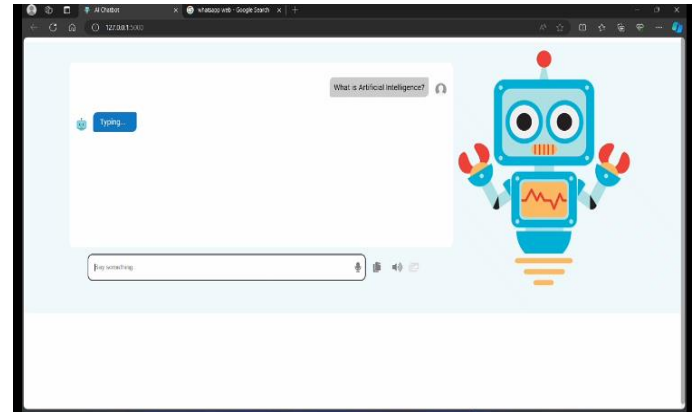 AI Chatbot
whatsapp web - Google Search
127.0.0.1:5000
What is Artificial Intelligence?
Typing...
Say something